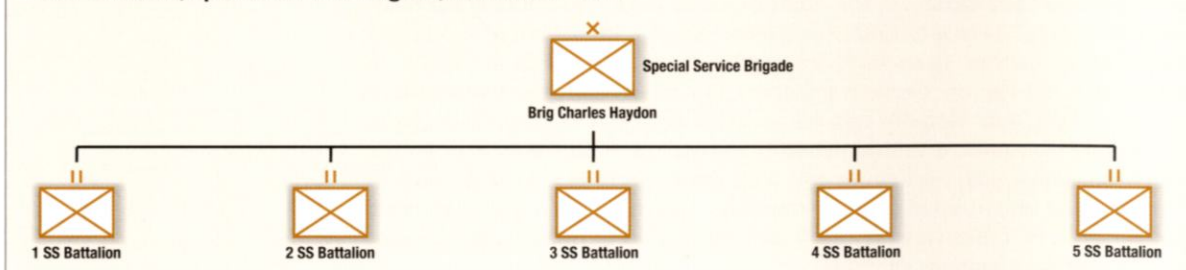 Special Service Brigade
Brig Charles Haydon
1 SS Battalion
2 SS Battalion
3 SS Battalion
4 SS Battalion
5 SS Battalion